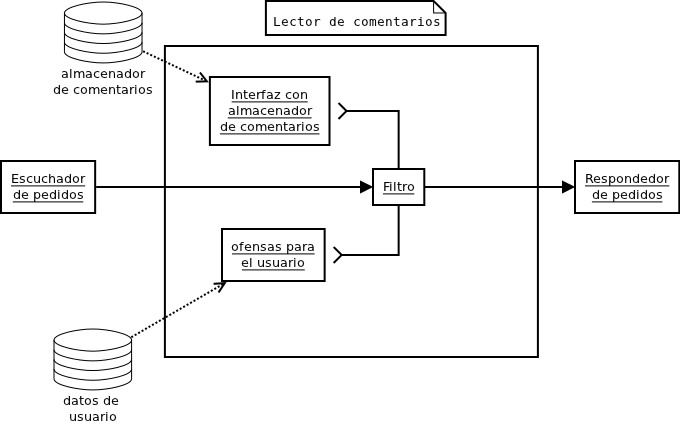 Lector de comentarios
almacenador
de comentarios
Interfaz con
almacenador
de comentarios
Escuchador
de pedidos
Filtro
Respondedor
de pedidos
ofensas para
el usuario
datos de
usuario